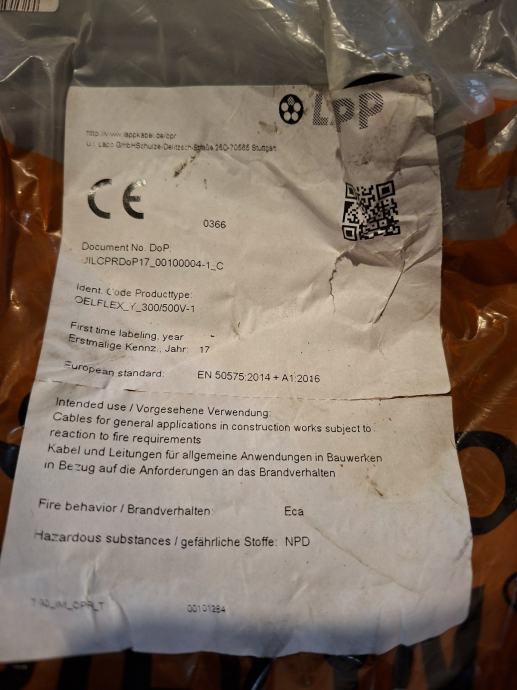 LPP
http://www.lappkabel.de/cpr
U.I. Lapp GmbH Schulze-Delitzsch-Straße 250-70565 Stuttgart
CE
0366
Document No. DoP:
JILCPRDoP17_00100004-1_C
Ident. Code Producttype:
OELFLEX_Y_300/500V-1
First time labeling, year -
Erstmalige Kennz., Jahr: 17
European standard: EN 50575:2014 + A1:2016
Intended use / Vorgesehene Verwendung:
Cables for general applications in construction works subject to
reaction to fire requirements
Kabel und Leitungen für allgemeine Anwendungen in Bauwerken
in Bezug auf die Anforderungen an das Brandverhalten
Fire behavior / Brandverhalten: Eca
Hazardous substances / gefährliche Stoffe: NPD
00101284